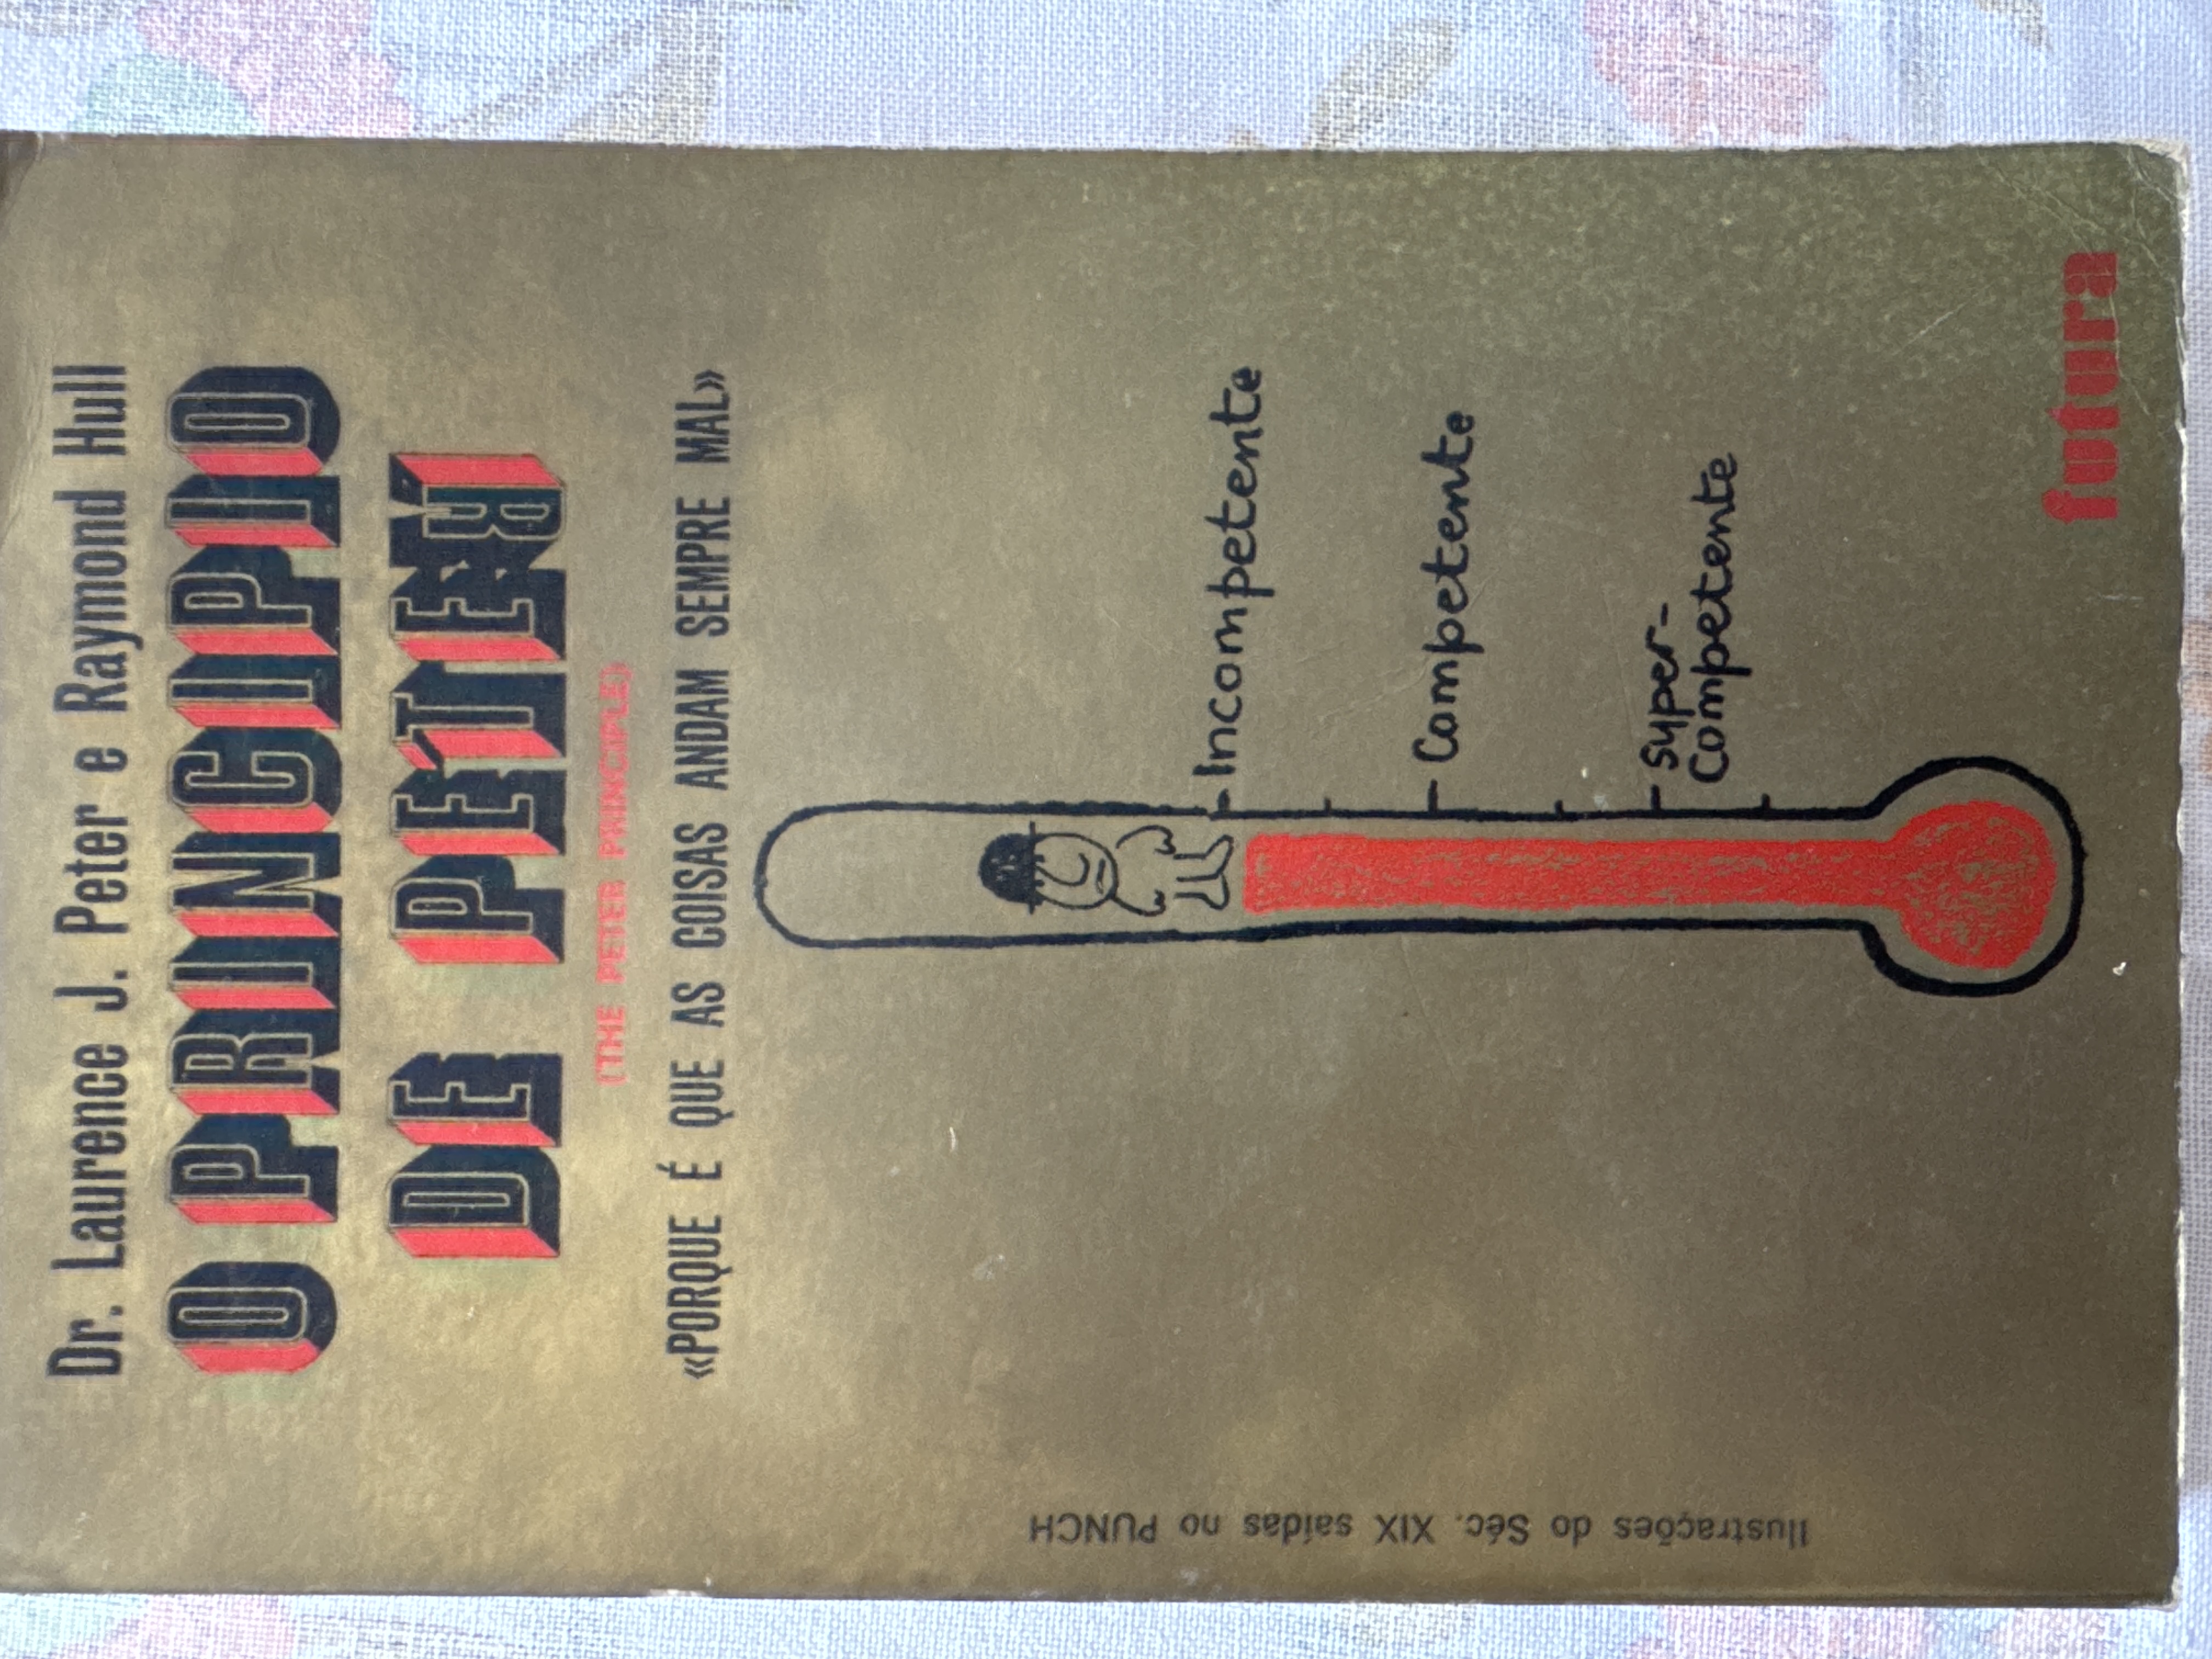 Dr. Laurence J. Peter e Raymond Hull
O PRINCIPIO
DE PETER
(THE PETER PRINCIPLE)
«PORQUE É QUE AS COISAS ANDAM SEMPRE MAL»
Incompetente
Competente
Super-
Competente
Ilustrações do Séc. XIX saídas no PUNCH
futura